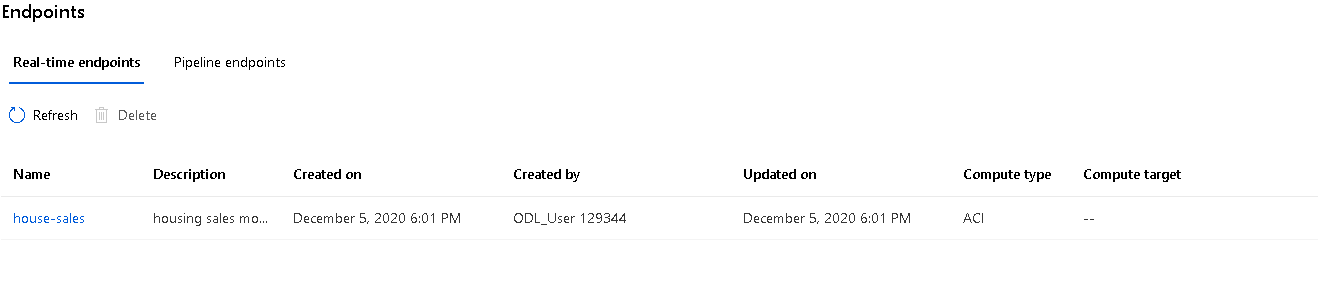 Endpoints
Real-time endpoints Pipeline endpoints
Refresh Delete
Name Description Created on Created by Updated on Compute type Compute target
house-sales housing sales mo... December 5, 2020 6:01 PM ODL_User 129344 December 5, 2020 6:01 PM ACI --